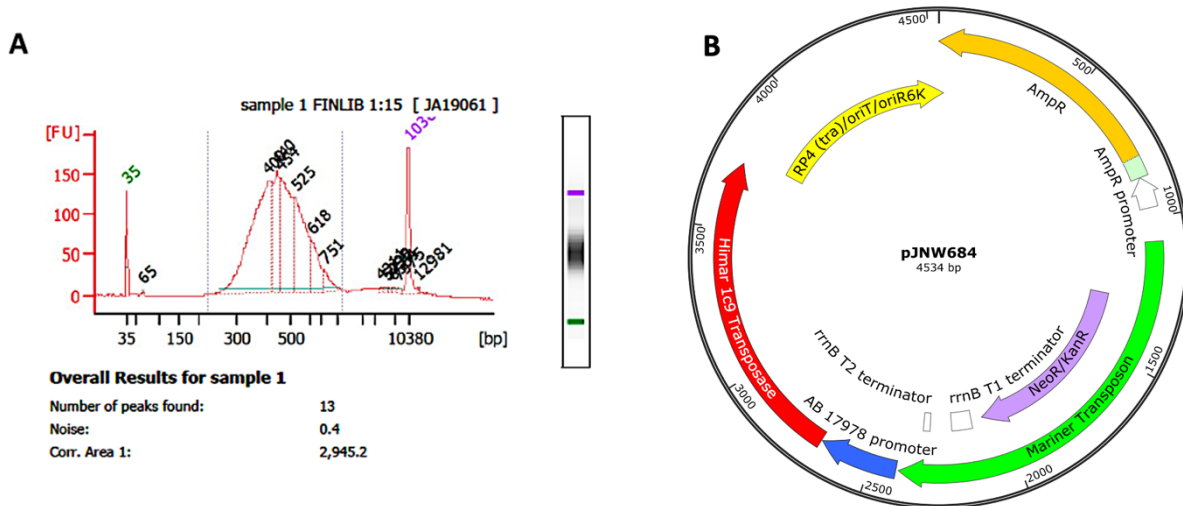 A
sample 1 FINLIB 1:15 [ JA19061 ]
[FU]
150
100
50
0
35
65
454
525
618
751
12981
35
150
300
500
10380
[bp]
Overall Results for sample 1
Number of peaks found: 13
Noise: 0.4
Corr. Area 1: 2,945.2
B
4500
500
1000
1500
2000
2500
3000
3500
4000
AmpR
AmpR promoter
RP4 (tra)/oriT/oriR6K
pJNW684
4534 bp
Himar 1c9 Transposase
rrnB T2 terminator
rrnB T1 terminator
NeoR/KanR
AB 17978 promoter
Mariner Transposon